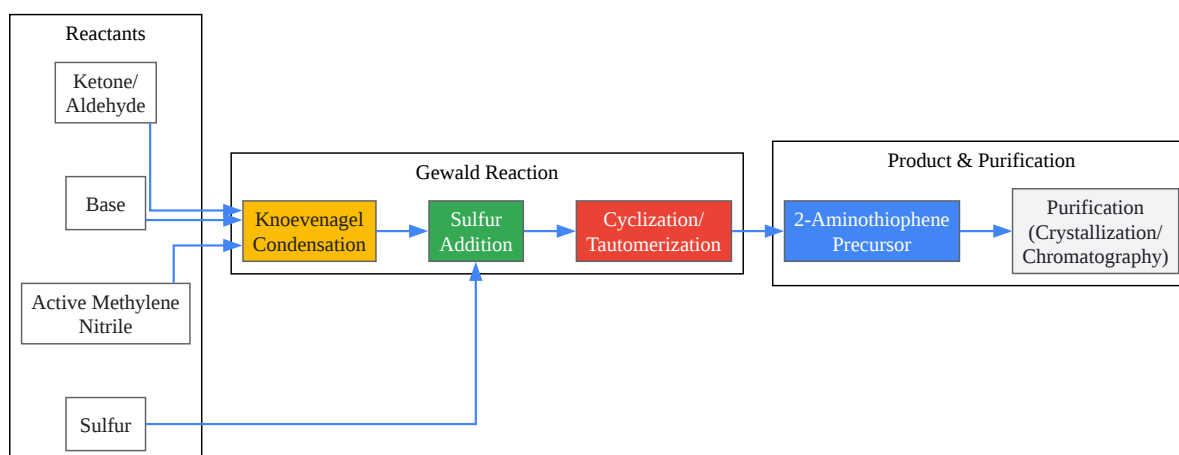 Reactants
Ketone/
Aldehyde
Base
Active Methylene
Nitrile
Sulfur
Gewald Reaction
Knoevenagel
Condensation
Sulfur
Addition
Cyclization/
Tautomerization
Product & Purification
2-Aminothiophene
Precursor
Purification
(Crystallization/
Chromatography)